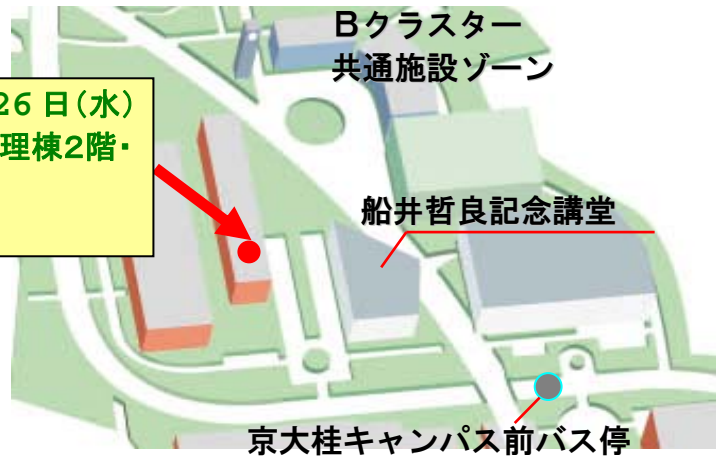 Bクラスター
共通施設ゾーン
26日(水)
理棟2階・
船井哲良記念講堂
京大桂キャンパス前バス停